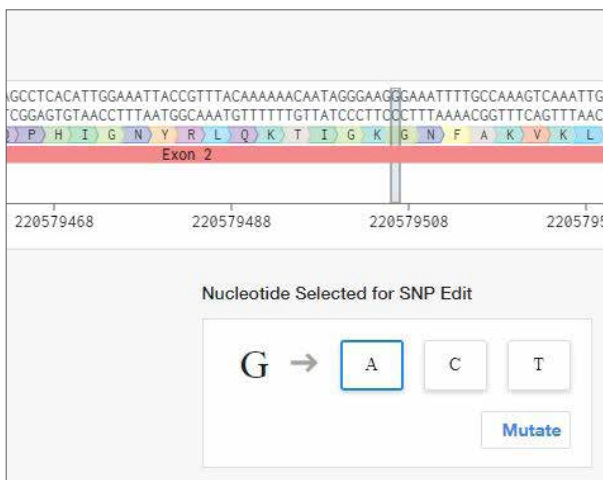 AGCCTCACATTGGAAATTACCGTTTACAAAAAACAATAGGGAAGGGAAATTTTGCCAAAGTCAAATTG
TCGGAGTGTAACCTTTAATGGCAAATGTTTTTTGTTATCCCTTCCCTTTAAAACGGTTTCAGTTTAAC
P H I G N Y R L Q K T I G K G N F A K V K L
Exon 2
220579468 220579488 220579508
Nucleotide Selected for SNP Edit
G → A C T
Mutate